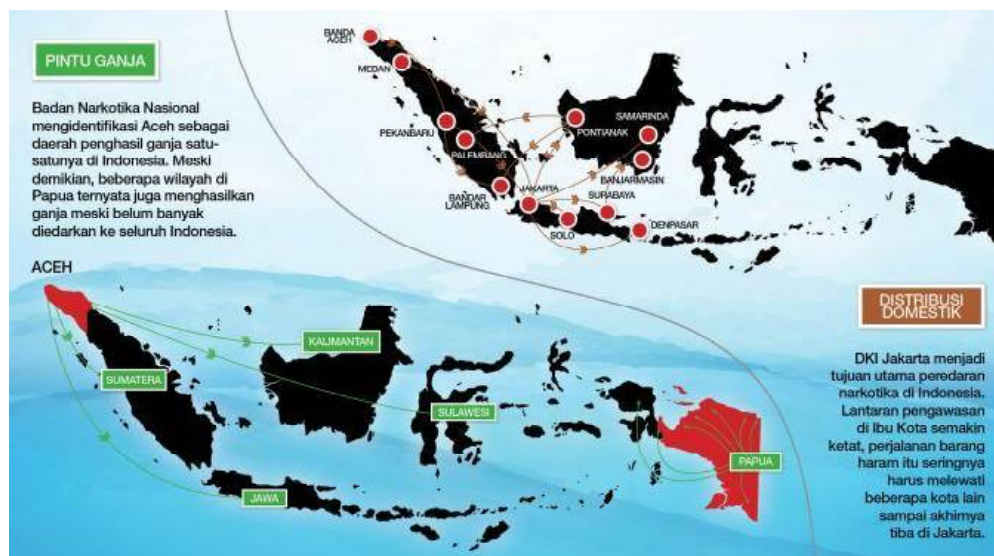 PINTU GANJA
Badan Narkotika Nasional
mengidentifikasi Aceh sebagai
daerah penghasil ganja satu-
satunya di Indonesia. Meski
demikian, beberapa wilayah di
Papua ternyata juga menghasilkan
ganja meski belum banyak
diedarkan ke seluruh Indonesia.
BANDA
ACEH
MEDAN
PEKANBARU
PALEMBANG
BANDAR
LAMPUNG
JAKARTA
SOLO
SURABAYA
DENPASAR
PONTIANAK
SAMARINDA
BANJARMASIN
ACEH
SUMATERA
KALIMANTAN
SULAWESI
JAWA
PAPUA
DISTRIBUSI
DOMESTIK
DKI Jakarta menjadi
tujuan utama peredaran
narkotika di Indonesia.
Lantaran pengawasan
di Ibu Kota semakin
ketat, perjalanan barang
haram itu seringnya
harus melewati
beberapa kota lain
sampai akhirnya
tiba di Jakarta.